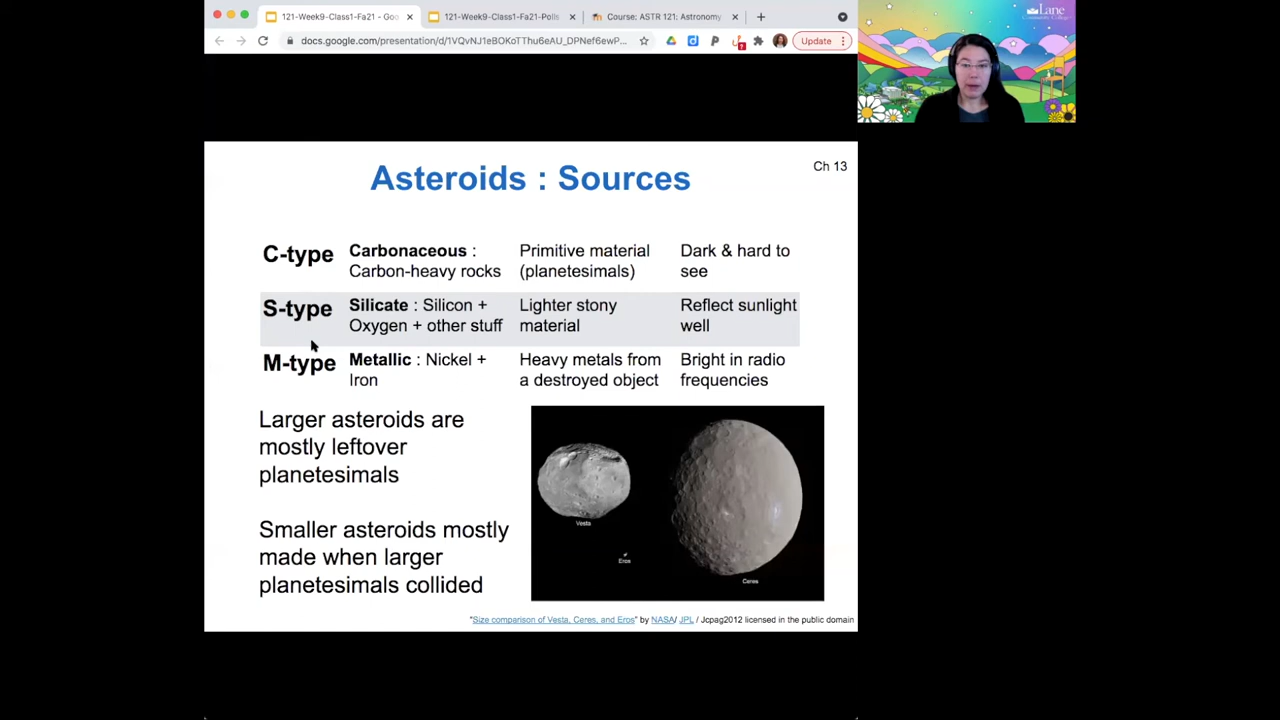 121-Week9-Class1-Fa21 - Goo
121-Week9-Class1-Fa21-Polls
Course: ASTR 121: Astronomy
docs.google.com/presentation/d/1VQvNJ1eBOKoTThu6eAU_DPNef6ewP...
Update
Lane
Community College
Ch 13
Asteroids : Sources
C-type Carbonaceous : Primitive material Dark & hard to
Carbon-heavy rocks (planetesimals) see
S-type Silicate : Silicon + Lighter stony Reflect sunlight
Oxygen + other stuff material well
M-type Metallic : Nickel + Heavy metals from Bright in radio
Iron a destroyed object frequencies
Larger asteroids are
mostly leftover
planetesimals
Smaller asteroids mostly
made when larger
planetesimals collided
Vesta
Eros
Ceres
"Size comparison of Vesta, Ceres, and Eros" by NASA/ JPL / Jcpag2012 licensed in the public domain